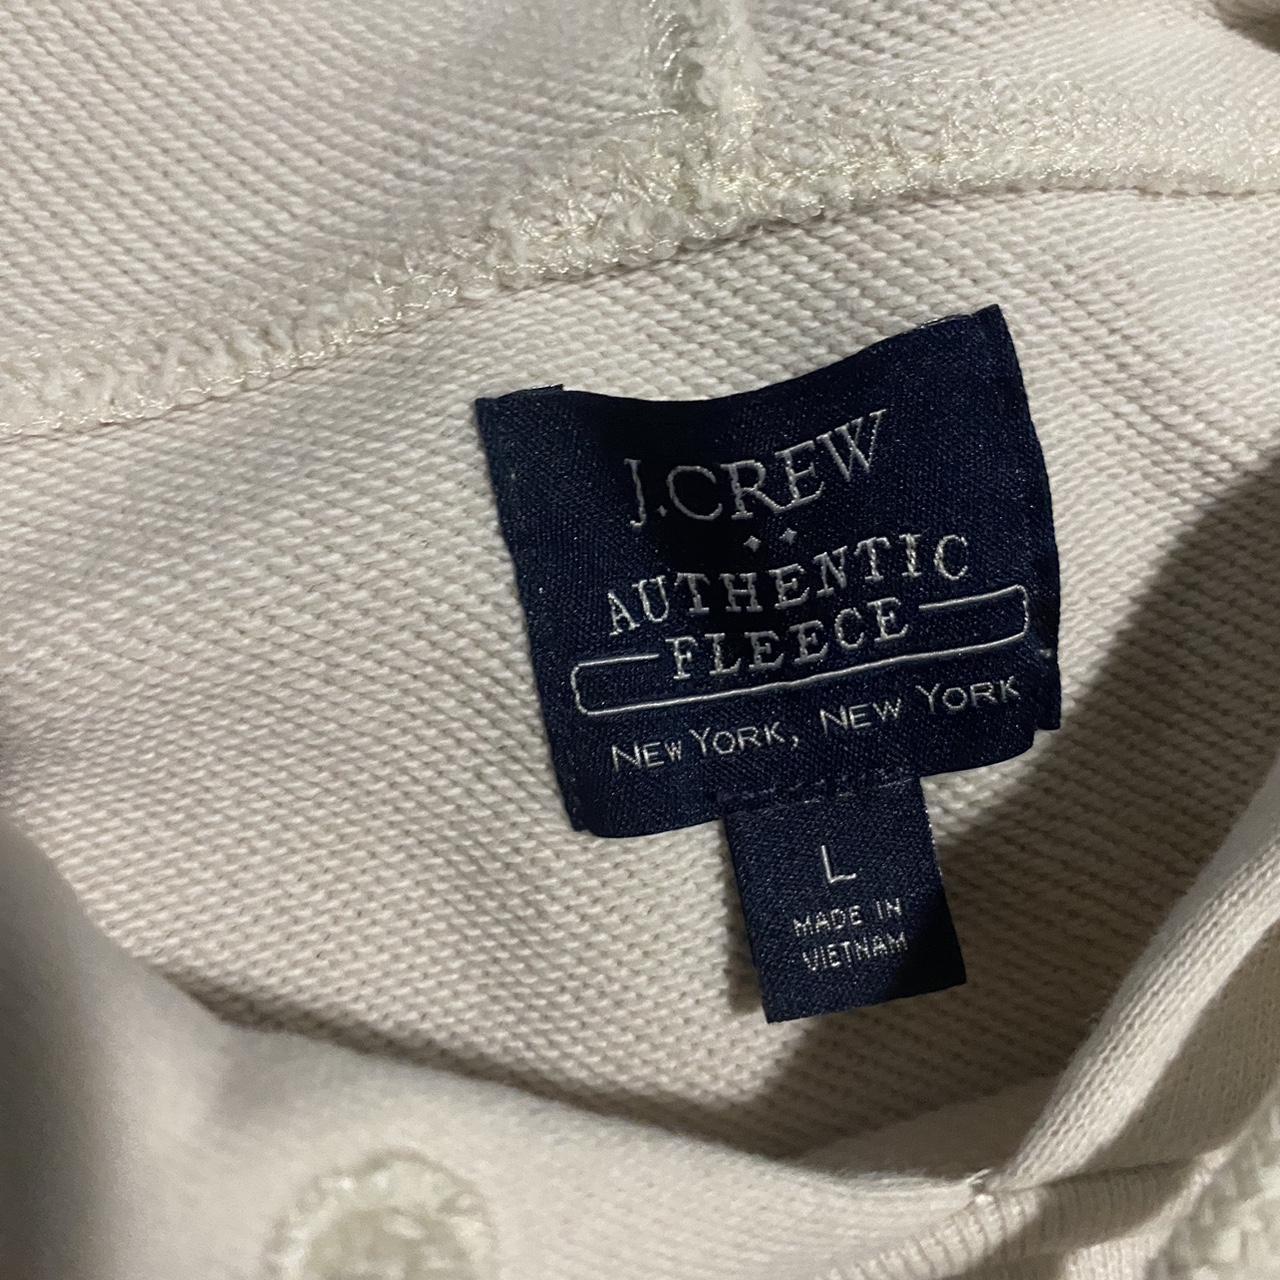 J.CREW
AUTHENTIC
FLEECE
NEW YORK, NEW YORK
L
MADE IN
VIETNAM